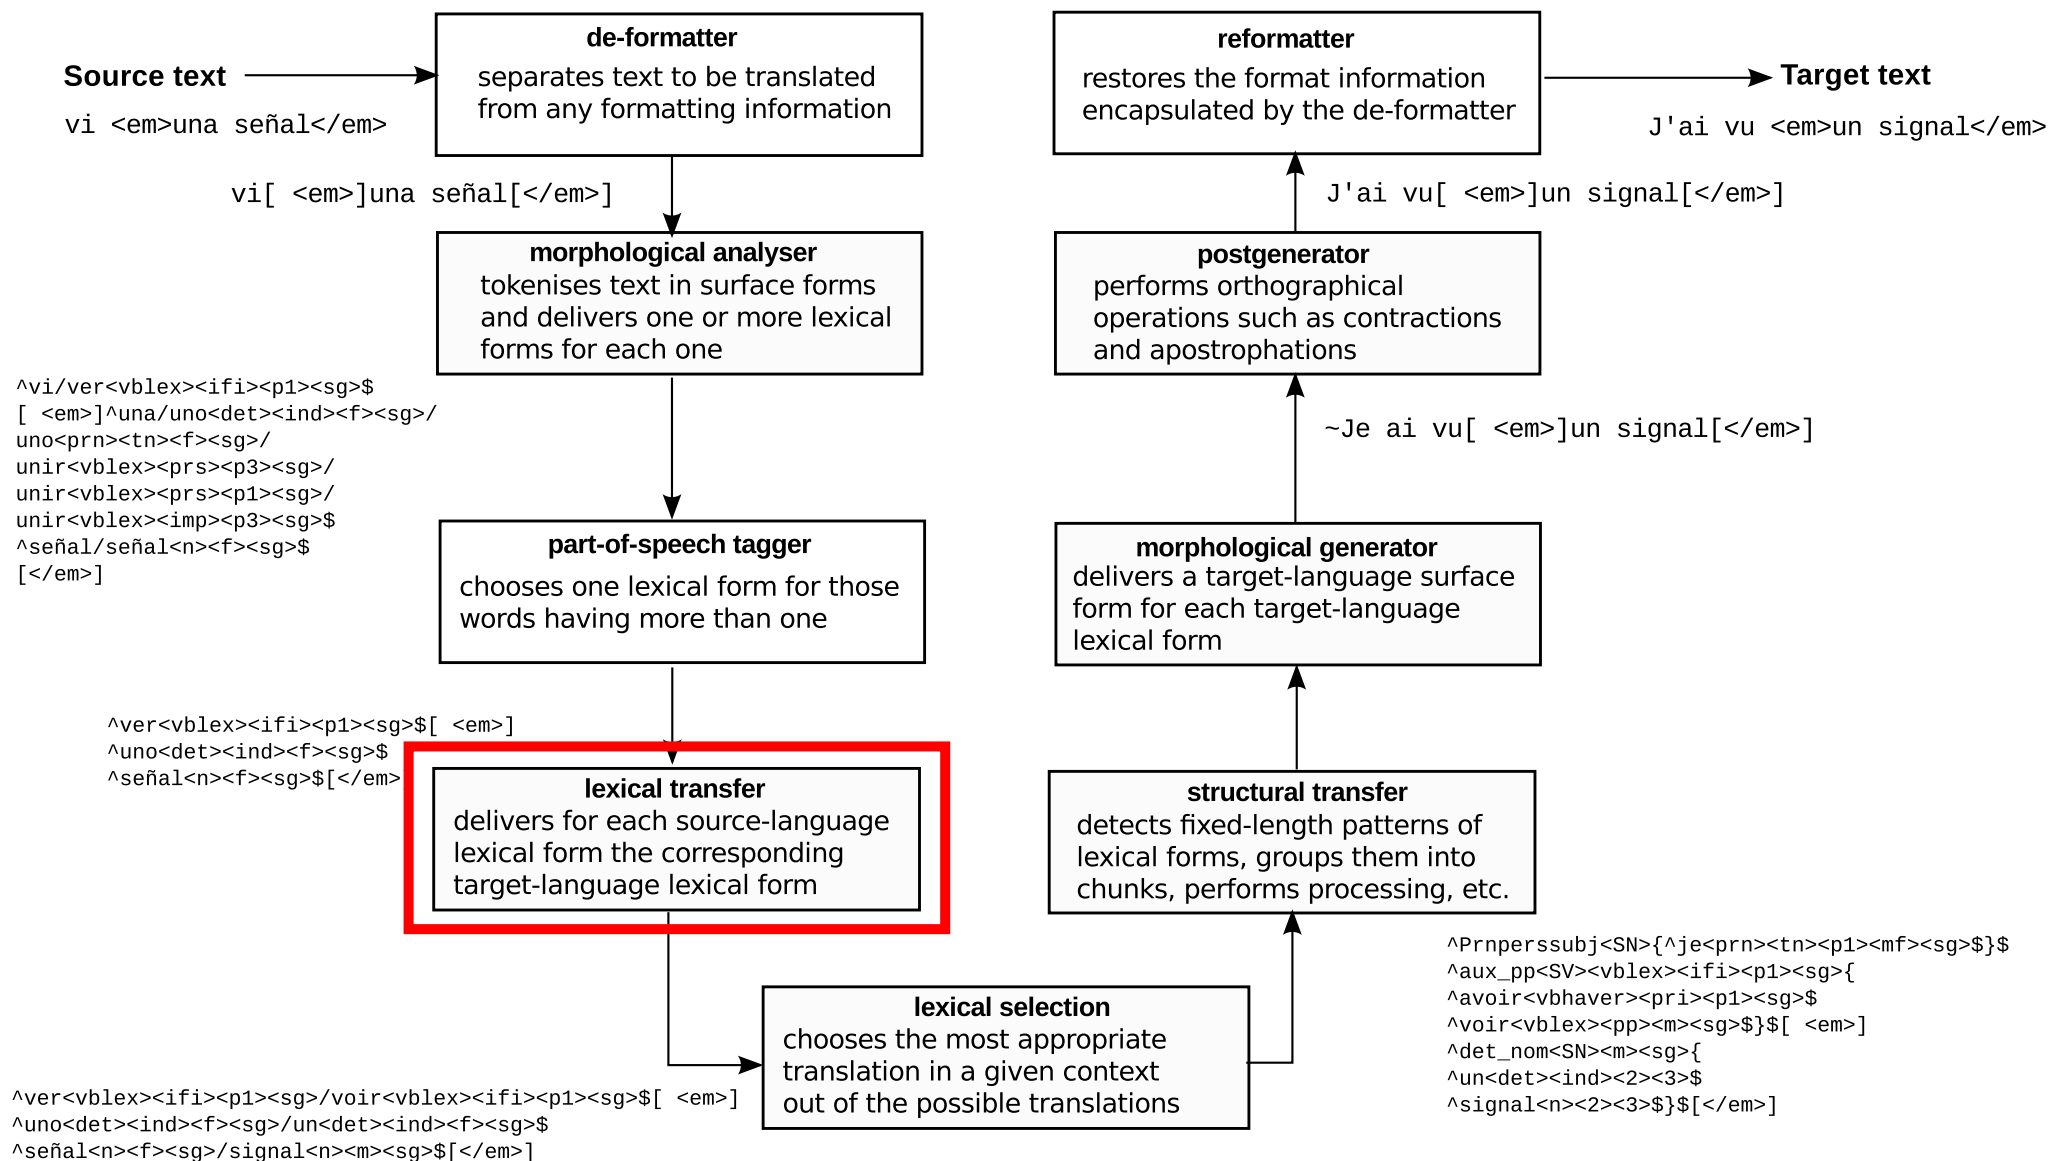 Source text
vi <em>una señal</em>
de-formatter
separates text to be translated
from any formatting information
vi[ <em>]una señal[</em>]
morphological analyser
tokenises text in surface forms
and delivers one or more lexical
forms for each one
^vi/ver<vblex><ifi><p1><sg>$
[ <em>]^una/uno<det><ind><f><sg>/
uno<prn><tn><f><sg>/
unir<vblex><prs><p3><sg>/
unir<vblex><prs><p1><sg>/
unir<vblex><imp><p3><sg>$
^señal/señal<n><f><sg>$
[</em>]
part-of-speech tagger
chooses one lexical form for those
words having more than one
^ver<vblex><ifi><p1><sg>$[ <em>]
^uno<det><ind><f><sg>$
^señal<n><f><sg>$[</em>
lexical transfer
delivers for each source-language
lexical form the corresponding
target-language lexical form
^ver<vblex><ifi><p1><sg>/voir<vblex><ifi><p1><sg>$[ <em>]
^uno<det><ind><f><sg>/un<det><ind><f><sg>$
^señal<n><f><sg>/signal<n><m><sg>$[</em>]
lexical selection
chooses the most appropriate
translation in a given context
out of the possible translations
^Prnperssubj<SN>{^je<prn><tn><p1><mf><sg>$}$
^aux_pp<SV><vblex><ifi><p1><sg>{
^avoir<vbhaver><pri><p1><sg>$
^voir<vblex><pp><m><sg>$}$[ <em>]
^det_nom<SN><m><sg>{
^un<det><ind><2><3>$
^signal<n><2><3>$}$[</em>]
structural transfer
detects fixed-length patterns of
lexical forms, groups them into
chunks, performs processing, etc.
morphological generator
delivers a target-language surface
form for each target-language
lexical form
~Je ai vu[ <em>]un signal[</em>]
postgenerator
performs orthographical
operations such as contractions
and apostrophations
J'ai vu[ <em>]un signal[</em>]
reformatter
restores the format information
encapsulated by the de-formatter
Target text
J'ai vu <em>un signal</em>